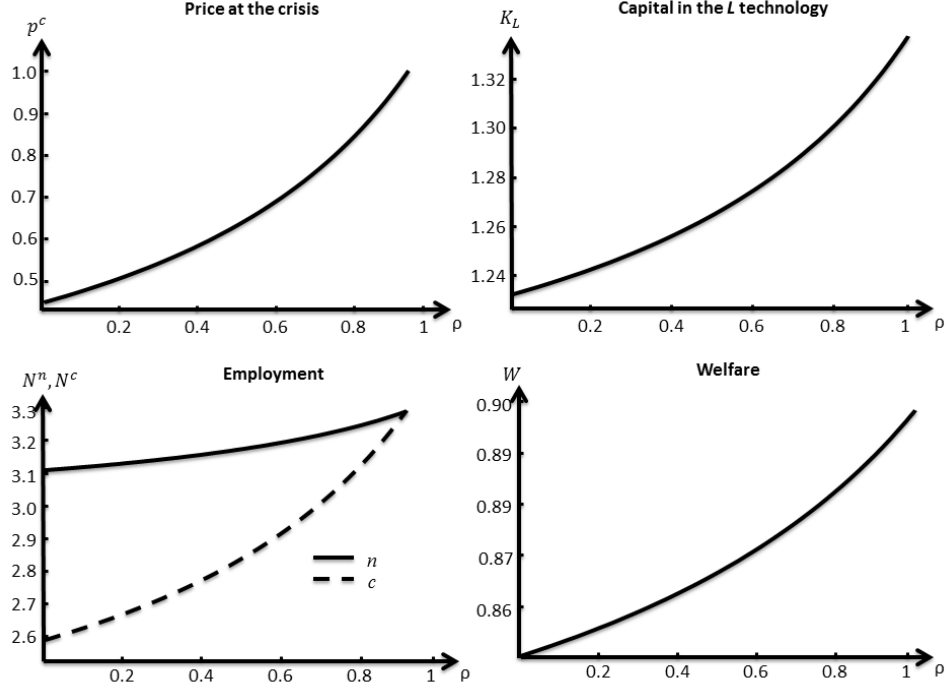 Price at the crisis
p^c
1.0
0.9
0.8
0.7
0.6
0.5
0.2 0.4 0.6 0.8 1 ρ
Capital in the L technology
K_L
1.32
1.30
1.28
1.26
1.24
0.2 0.4 0.6 0.8 1 ρ
Employment
N^n, N^c
3.3
3.2
3.1
3.0
2.9
2.8
2.7
2.6
n
c
0.2 0.4 0.6 0.8 1 ρ
Welfare
W
0.90
0.89
0.89
0.87
0.86
0.2 0.4 0.6 0.8 1 ρ